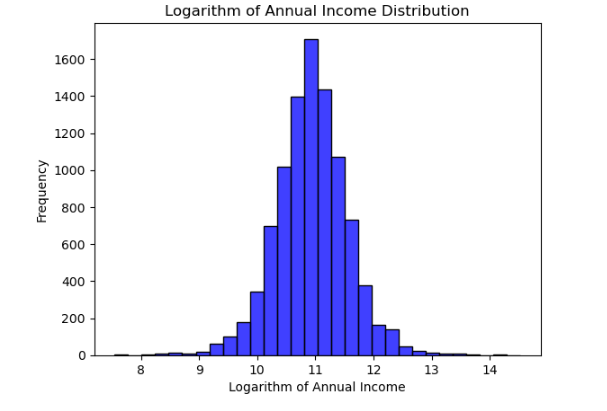 Logarithm of Annual Income Distribution
1600
1400
1200
1000
800
600
400
200
0
Frequency
8 9 10 11 12 13 14
Logarithm of Annual Income